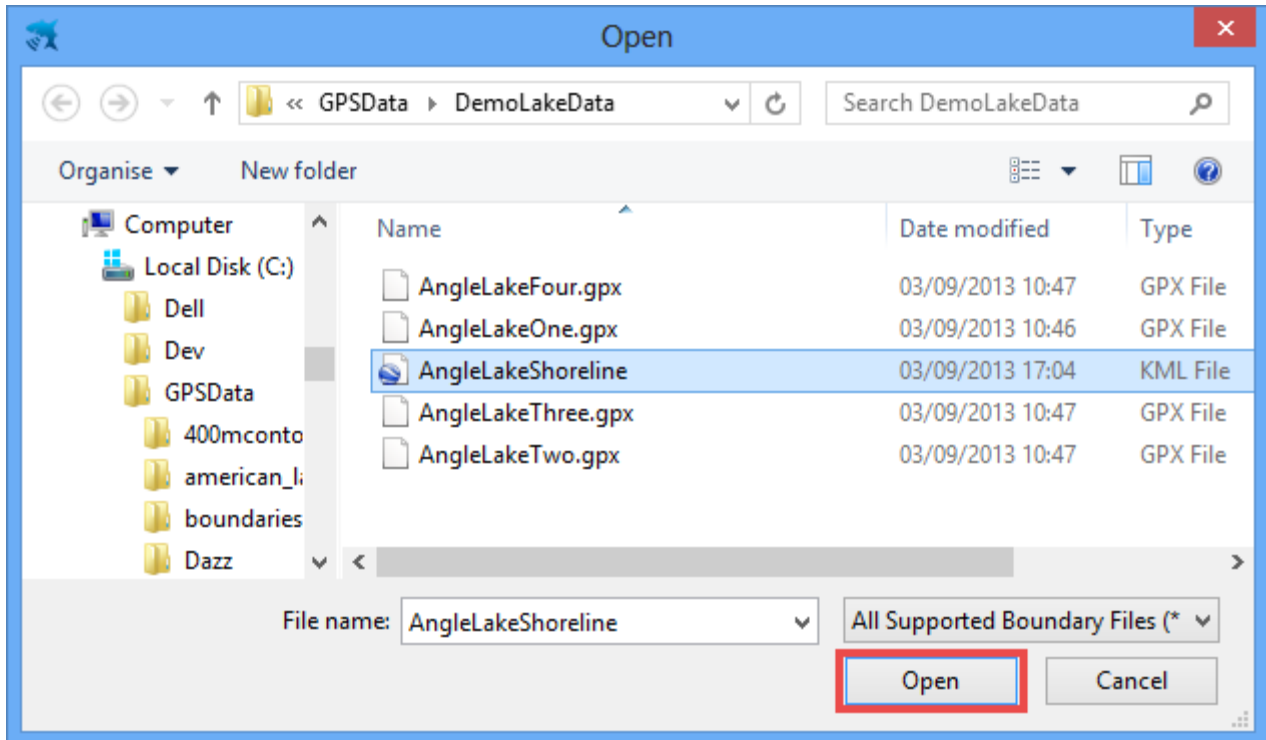 Open
« GPSData DemoLakeData
Search DemoLakeData
Organise
New folder
Computer
Local Disk (C:)
Dell
Dev
GPSData
400mconto
american_l
boundaries
Dazz
Name Date modified Type
AngleLakeFour.gpx 03/09/2013 10:47 GPX File
AngleLakeOne.gpx 03/09/2013 10:46 GPX File
AngleLakeShoreline 03/09/2013 17:04 KML File
AngleLakeThree.gpx 03/09/2013 10:47 GPX File
AngleLakeTwo.gpx 03/09/2013 10:47 GPX File
File name: AngleLakeShoreline
All Supported Boundary Files (*
Open
Cancel